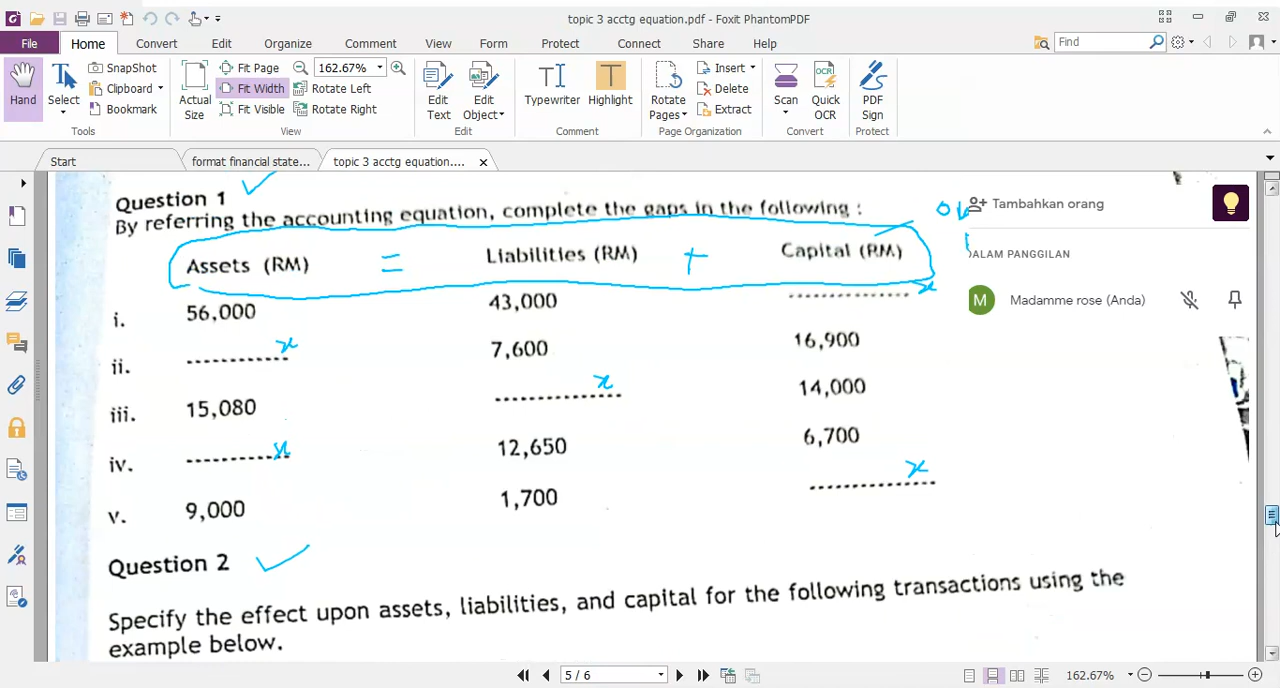 topic 3 acctg equation.pdf - Foxit PhantomPDF
File Home Convert Edit Organize Comment View Form Protect Connect Share Help Find
SnapShot Fit Page 162.67% Insert
Hand Select Clipboard Actual Size Fit Width Rotate Left Edit Text Edit Object Typewriter Highlight Rotate Pages Delete Scan Quick OCR PDF Sign
Bookmark Fit Visible Rotate Right Extract
Tools View Edit Comment Page Organization Convert Protect
Start format financial state... topic 3 acctg equation....
Question 1
By referring the accounting equation, complete the gaps in the following :
Tambahkan orang
Assets (RM) = Liabilities (RM) + Capital (RM)
DALAM PANGGILAN
i. 56,000 43,000 .................... x
M Madamme rose (Anda)
ii. .................... x 7,600 16,900
iii. 15,080 .................... x 14,000
iv. .................... x 12,650 6,700
v. 9,000 1,700 .................... x
Question 2
Specify the effect upon assets, liabilities, and capital for the following transactions using the
example below.
5 / 6 162.67%